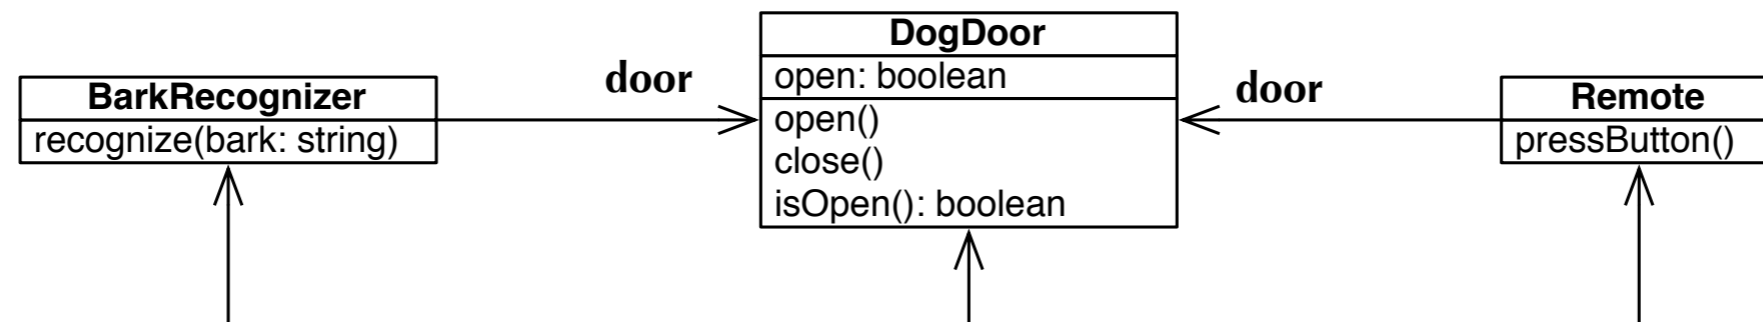 BarkRecognizer
recognize(bark: string)
door
DogDoor
open: boolean
open()
close()
isOpen(): boolean
door
Remote
pressButton()